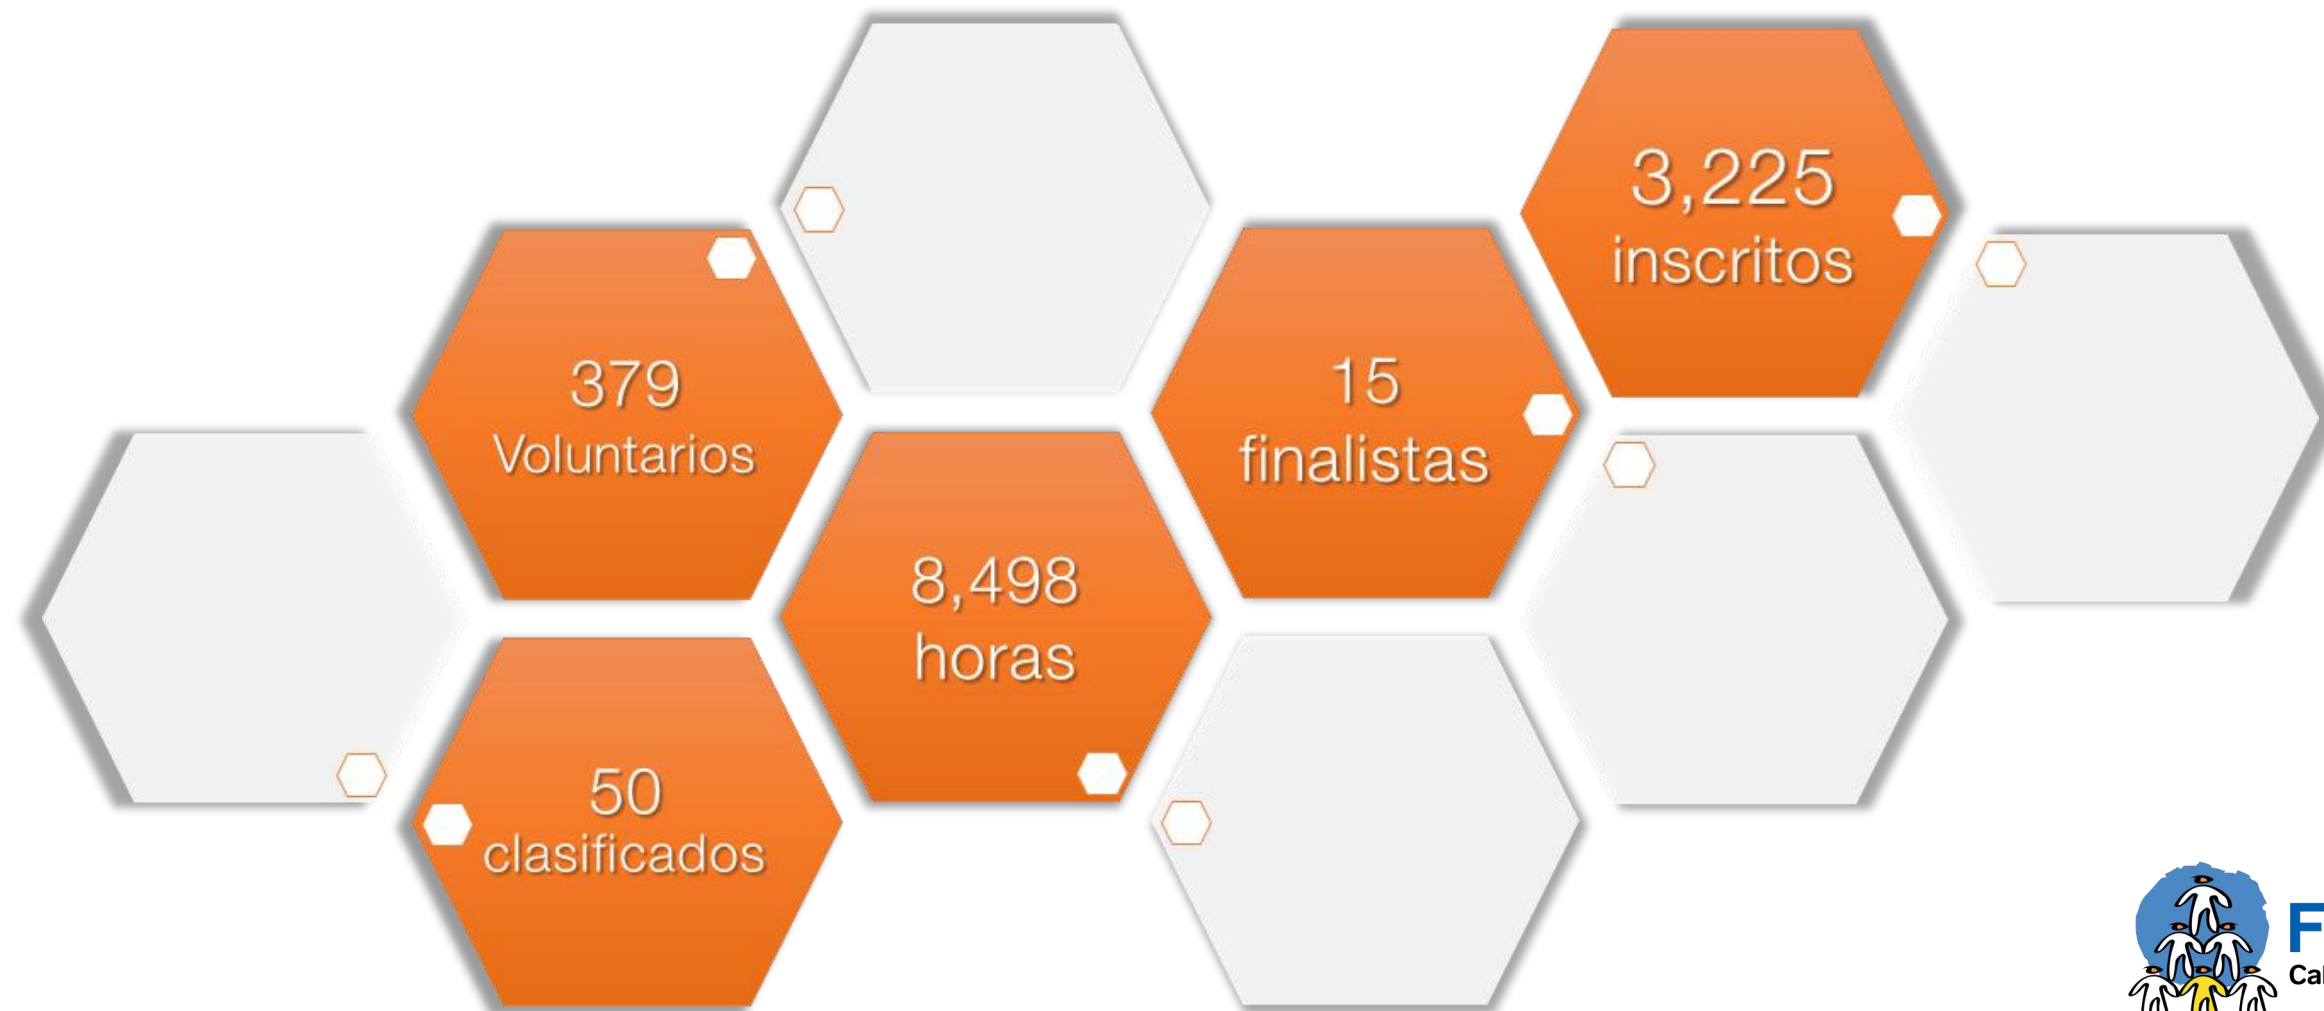 3,225
inscritos
379
Voluntarios
15
finalistas
8,498
horas
50
clasificados